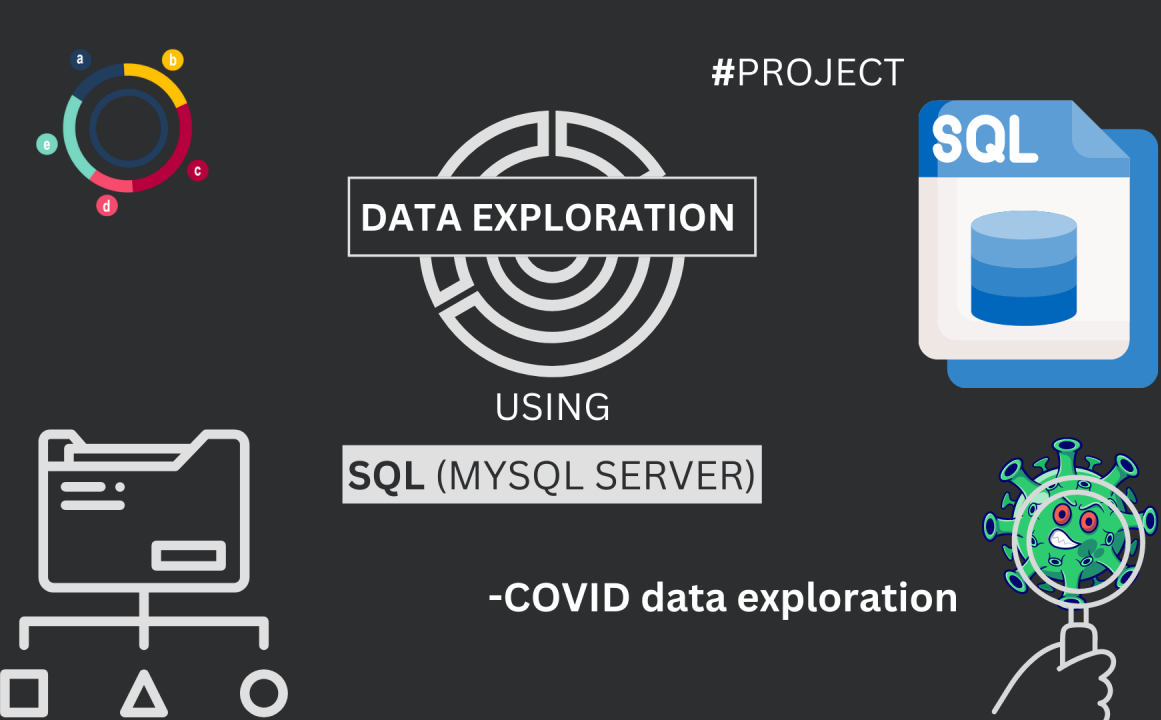 #PROJECT
a
b
c
d
e
SQL
DATA EXPLORATION
USING
SQL (MYSQL SERVER)
-COVID data exploration